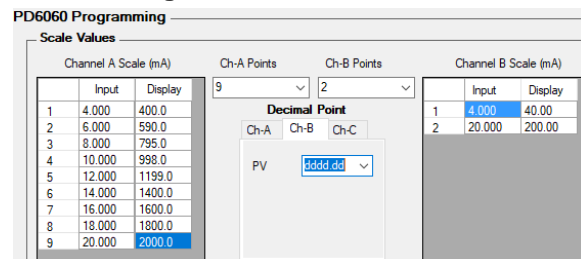 PD6060 Programming
Scale Values
Channel A Scale (mA) Ch-A Points Ch-B Points Channel B Scale (mA)
9 2
Input Display Input Display
Decimal Point
1 4.000 400.0 1 4.000 40.00
2 6.000 590.0 Ch-A Ch-B Ch-C 2 20.000 200.00
3 8.000 795.0
4 10.000 998.0
5 12.000 1199.0 PV dddd.dd
6 14.000 1400.0
7 16.000 1600.0
8 18.000 1800.0
9 20.000 2000.0